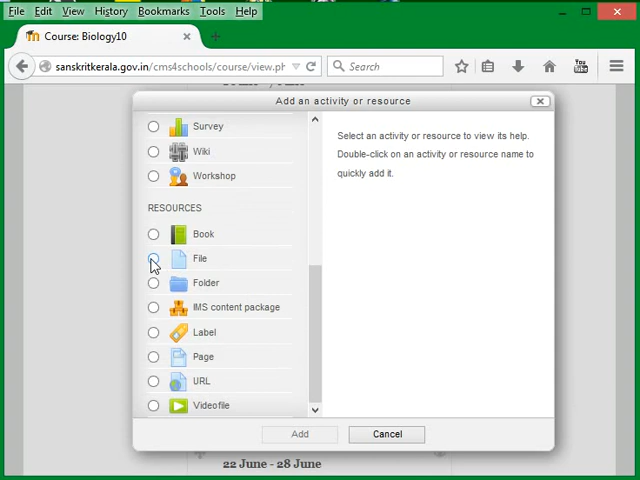 File Edit View History Bookmarks Tools Help
Course: Biology10
sanskritkerala.gov.in/cms4schools/course/view.ph
Search
You Tube
Add an activity or resource
Survey
Wiki
Workshop
RESOURCES
Book
File
Folder
IMS content package
Label
Page
URL
Videofile
Select an activity or resource to view its help.
Double-click on an activity or resource name to
quickly add it.
Add
Cancel
22 June - 28 June